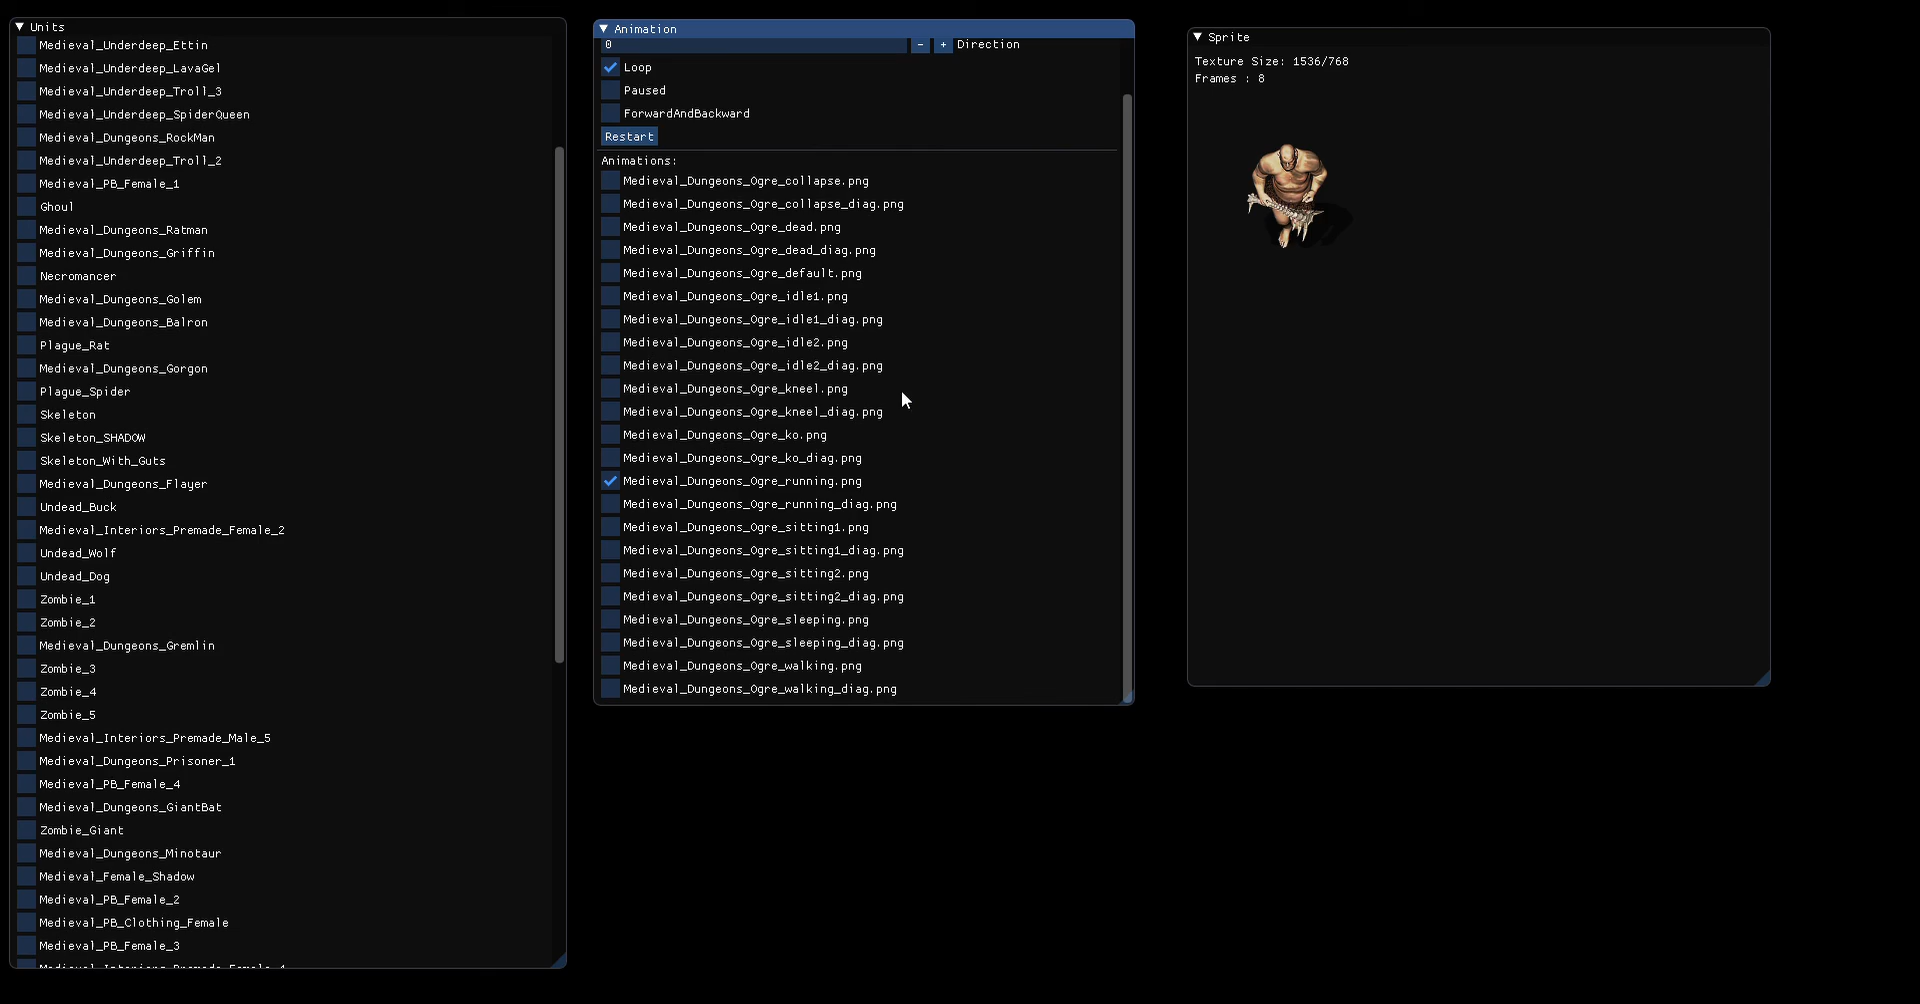 Units
Medieval_Underdeep_Ettin
Medieval_Underdeep_LavaGel
Medieval_Underdeep_Troll_3
Medieval_Underdeep_SpiderQueen
Medieval_Dungeons_RockMan
Medieval_Underdeep_Troll_2
Medieval_PB_Female_1
Ghoul
Medieval_Dungeons_Ratman
Medieval_Dungeons_Griffin
Necromancer
Medieval_Dungeons_Golem
Medieval_Dungeons_Balron
Plague_Rat
Medieval_Dungeons_Gorgon
Plague_Spider
Skeleton
Skeleton_SHADOW
Skeleton_With_Guts
Medieval_Dungeons_Flayer
Undead_Buck
Medieval_Interiors_Premade_Female_2
Undead_Wolf
Undead_Dog
Zombie_1
Zombie_2
Medieval_Dungeons_Gremlin
Zombie_3
Zombie_4
Zombie_5
Medieval_Interiors_Premade_Male_5
Medieval_Dungeons_Prisoner_1
Medieval_PB_Female_4
Medieval_Dungeons_GiantBat
Zombie_Giant
Medieval_Dungeons_Minotaur
Medieval_Female_Shadow
Medieval_PB_Female_2
Medieval_PB_Clothing_Female
Medieval_PB_Female_3
Animation
0 - + Direction
Loop
Paused
ForwardAndBackward
Restart
Animations:
Medieval_Dungeons_Ogre_collapse.png
Medieval_Dungeons_Ogre_collapse_diag.png
Medieval_Dungeons_Ogre_dead.png
Medieval_Dungeons_Ogre_dead_diag.png
Medieval_Dungeons_Ogre_default.png
Medieval_Dungeons_Ogre_idle1.png
Medieval_Dungeons_Ogre_idle1_diag.png
Medieval_Dungeons_Ogre_idle2.png
Medieval_Dungeons_Ogre_idle2_diag.png
Medieval_Dungeons_Ogre_kneel.png
Medieval_Dungeons_Ogre_kneel_diag.png
Medieval_Dungeons_Ogre_ko.png
Medieval_Dungeons_Ogre_ko_diag.png
Medieval_Dungeons_Ogre_running.png
Medieval_Dungeons_Ogre_running_diag.png
Medieval_Dungeons_Ogre_sitting1.png
Medieval_Dungeons_Ogre_sitting1_diag.png
Medieval_Dungeons_Ogre_sitting2.png
Medieval_Dungeons_Ogre_sitting2_diag.png
Medieval_Dungeons_Ogre_sleeping.png
Medieval_Dungeons_Ogre_sleeping_diag.png
Medieval_Dungeons_Ogre_walking.png
Medieval_Dungeons_Ogre_walking_diag.png
Sprite
Texture Size: 1536/768
Frames : 8